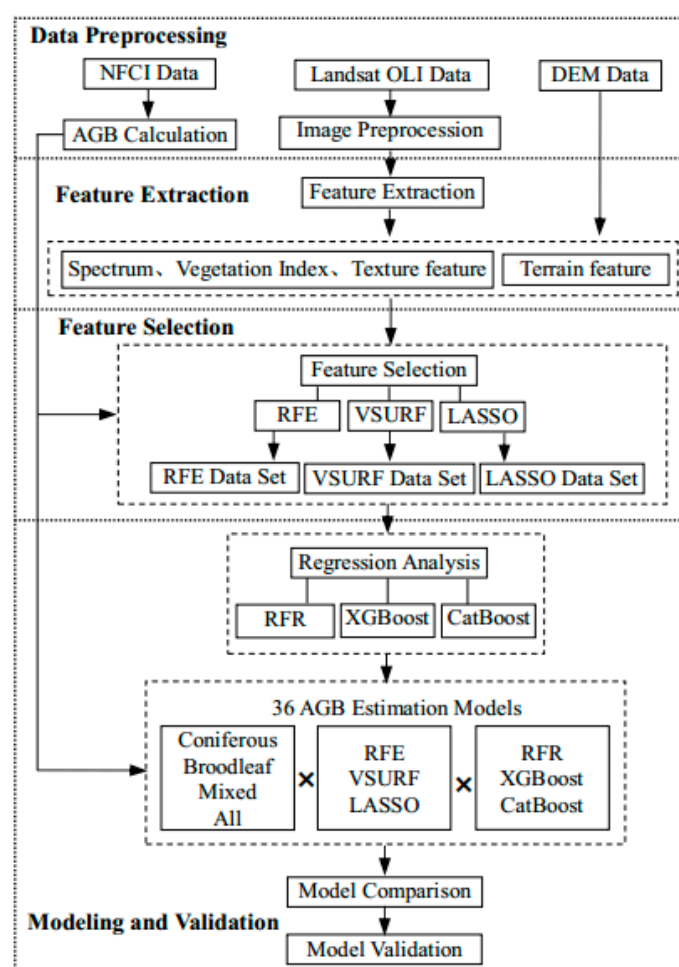 Data Preprocessing
NFCI Data
Landsat OLI Data
DEM Data
AGB Calculation
Image Preprocession
Feature Extraction
Feature Extraction
Spectrum、Vegetation Index、Texture feature
Terrain feature
Feature Selection
Feature Selection
RFE
VSURF
LASSO
RFE Data Set
VSURF Data Set
LASSO Data Set
Regression Analysis
RFR
XGBoost
CatBoost
36 AGB Estimation Models
Coniferous
Broodleaf
Mixed
All
×
RFE
VSURF
LASSO
×
RFR
XGBoost
CatBoost
Model Comparison
Modeling and Validation
Model Validation